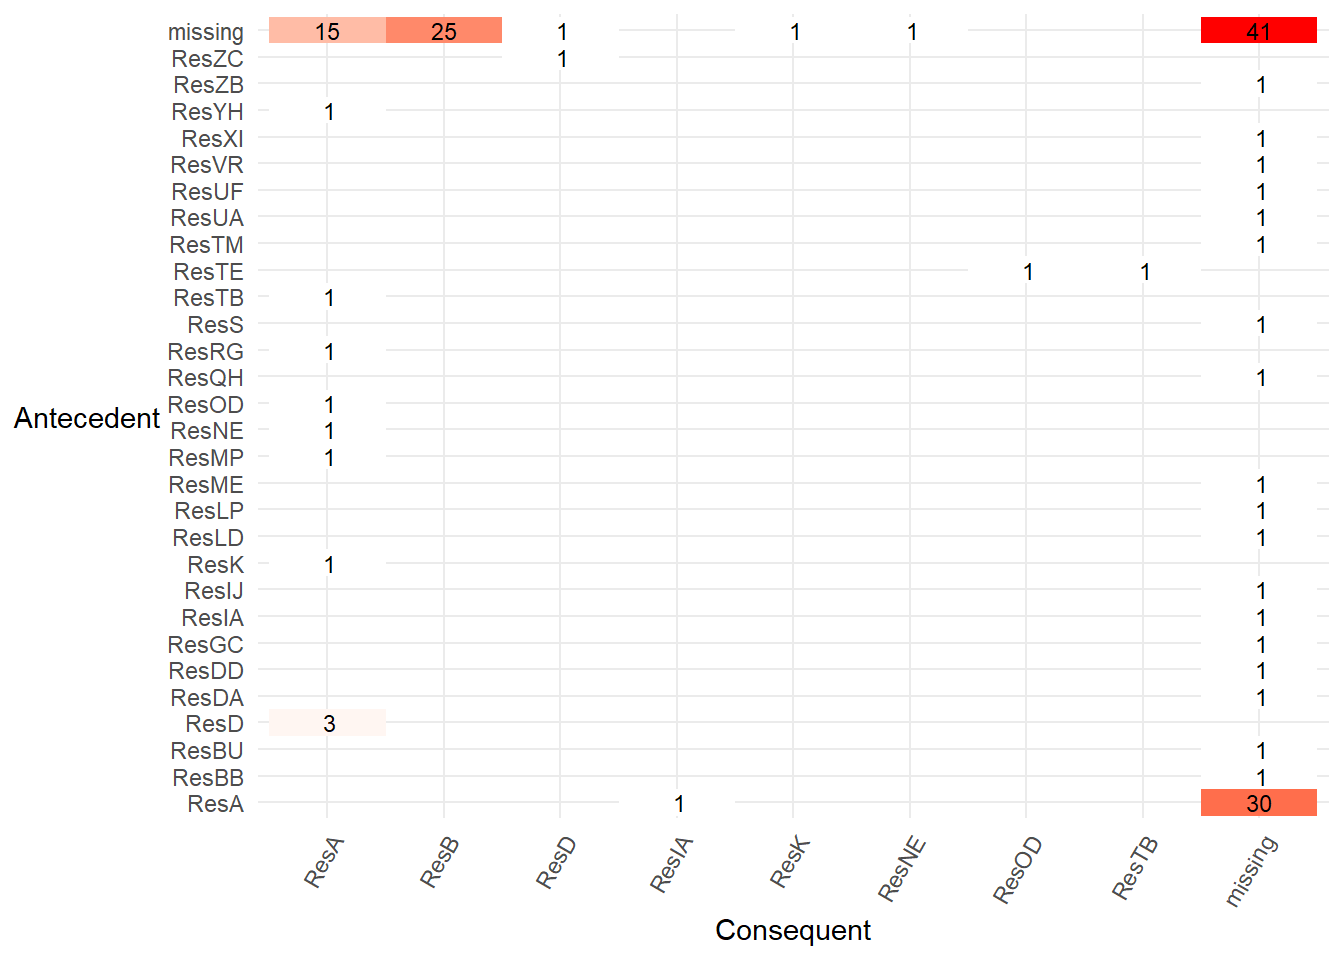 missing 15 25 1 1 1 41
ResZC 1
ResZB 1
ResYH 1
ResXI 1
ResVR 1
ResUF 1
ResUA 1
ResTM 1
ResTE 1 1
ResTB 1
ResS 1
ResRG 1
ResQH 1
ResOD 1
Antecedent
ResNE 1
ResMP 1
ResME 1
ResLP 1
ResLD 1
ResK 1
ResIJ 1
ResIA 1
ResGC 1
ResDD 1
ResDA 1
ResD 3
ResBU 1
ResBB 1
ResA 1 30
ResA ResB ResD ResIA ResK ResNE ResOD ResTB missing
Consequent